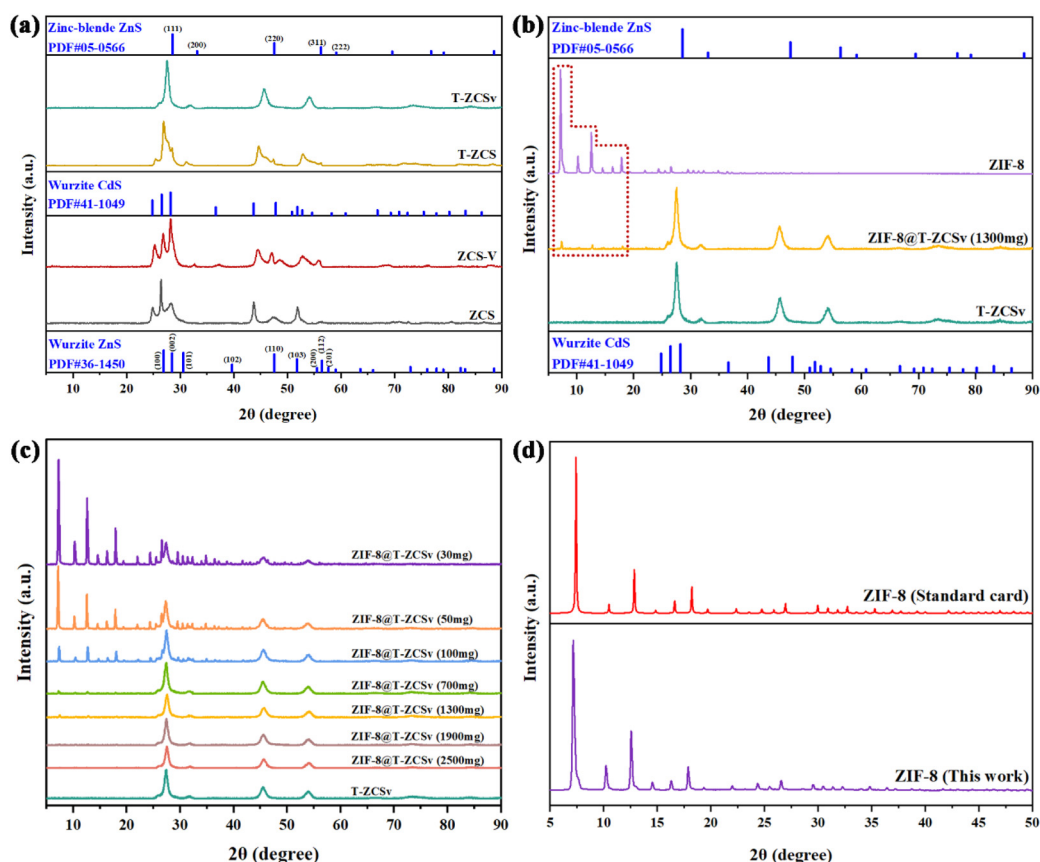 (a)
Zinc-blende ZnS
PDF#05-0566
(111)
(200)
(220)
(311)
(222)
T-ZCSv
T-ZCS
Wurzite CdS
PDF#41-1049
ZCS-V
ZCS
Wurzite ZnS
PDF#36-1450
(100)
(002)
(101)
(102)
(110)
(103)
(200)
(112)
(201)
Intensity (a.u.)
5 10 20 30 40 50 60 70 80 90
2θ (degree)
(b)
Zinc-blende ZnS
PDF#05-0566
ZIF-8
ZIF-8@T-ZCSv (1300mg)
T-ZCSv
Wurzite CdS
PDF#41-1049
Intensity (a.u.)
5 10 20 30 40 50 60 70 80 90
2θ (degree)
(c)
ZIF-8@T-ZCSv (30mg)
ZIF-8@T-ZCSv (50mg)
ZIF-8@T-ZCSv (100mg)
ZIF-8@T-ZCSv (700mg)
ZIF-8@T-ZCSv (1300mg)
ZIF-8@T-ZCSv (1900mg)
ZIF-8@T-ZCSv (2500mg)
T-ZCSv
Intensity (a.u.)
5 10 20 30 40 50 60 70 80 90
2θ (degree)
(d)
ZIF-8 (Standard card)
ZIF-8 (This work)
Intensity (a.u.)
5 10 15 20 25 30 35 40 45 50
2θ (degree)